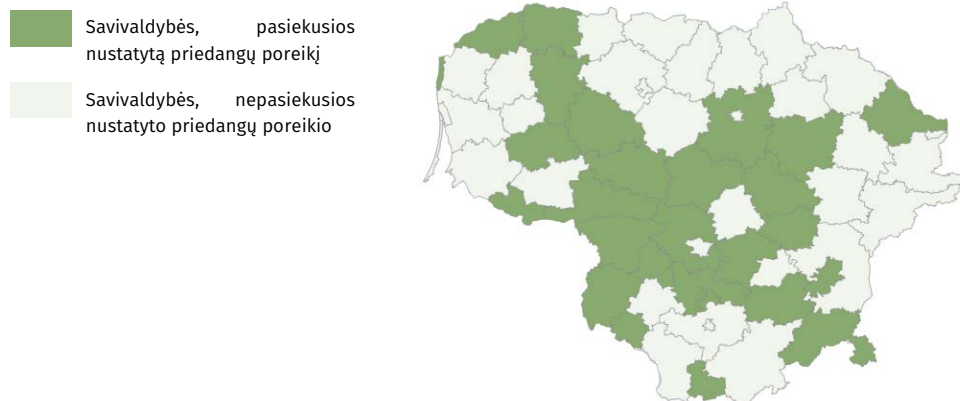 Savivaldybės, pasiekusios
nustatytą priedangų poreikį
Savivaldybės, nepasiekusios
nustatyto priedangų poreikio